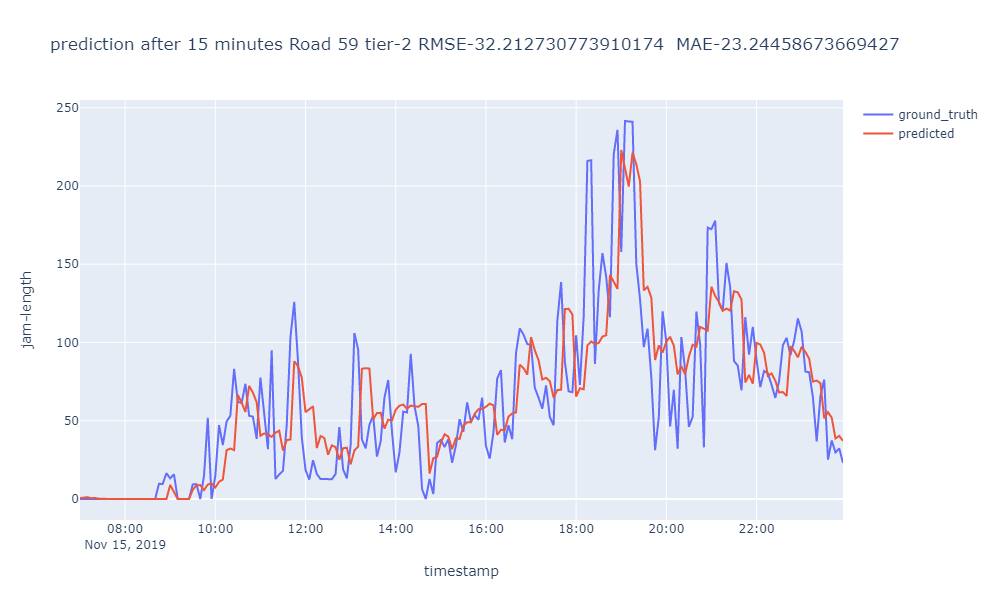 prediction after 15 minutes Road 59 tier-2 RMSE-32.212730773910174  MAE-23.24458673669427
250
200
150
100
50
0
jam-length
08:00 10:00 12:00 14:00 16:00 18:00 20:00 22:00
Nov 15, 2019
timestamp
ground_truth
predicted